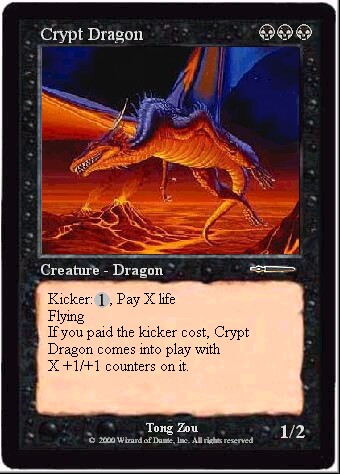 Crypt Dragon
Creature - Dragon
Kicker: 1, Pay X life
Flying
If you paid the kicker cost, Crypt
Dragon comes into play with
X +1/+1 counters on it.
Tong Zou
1/2
© 2000 Wizard of Dante, Inc. All rights reserved